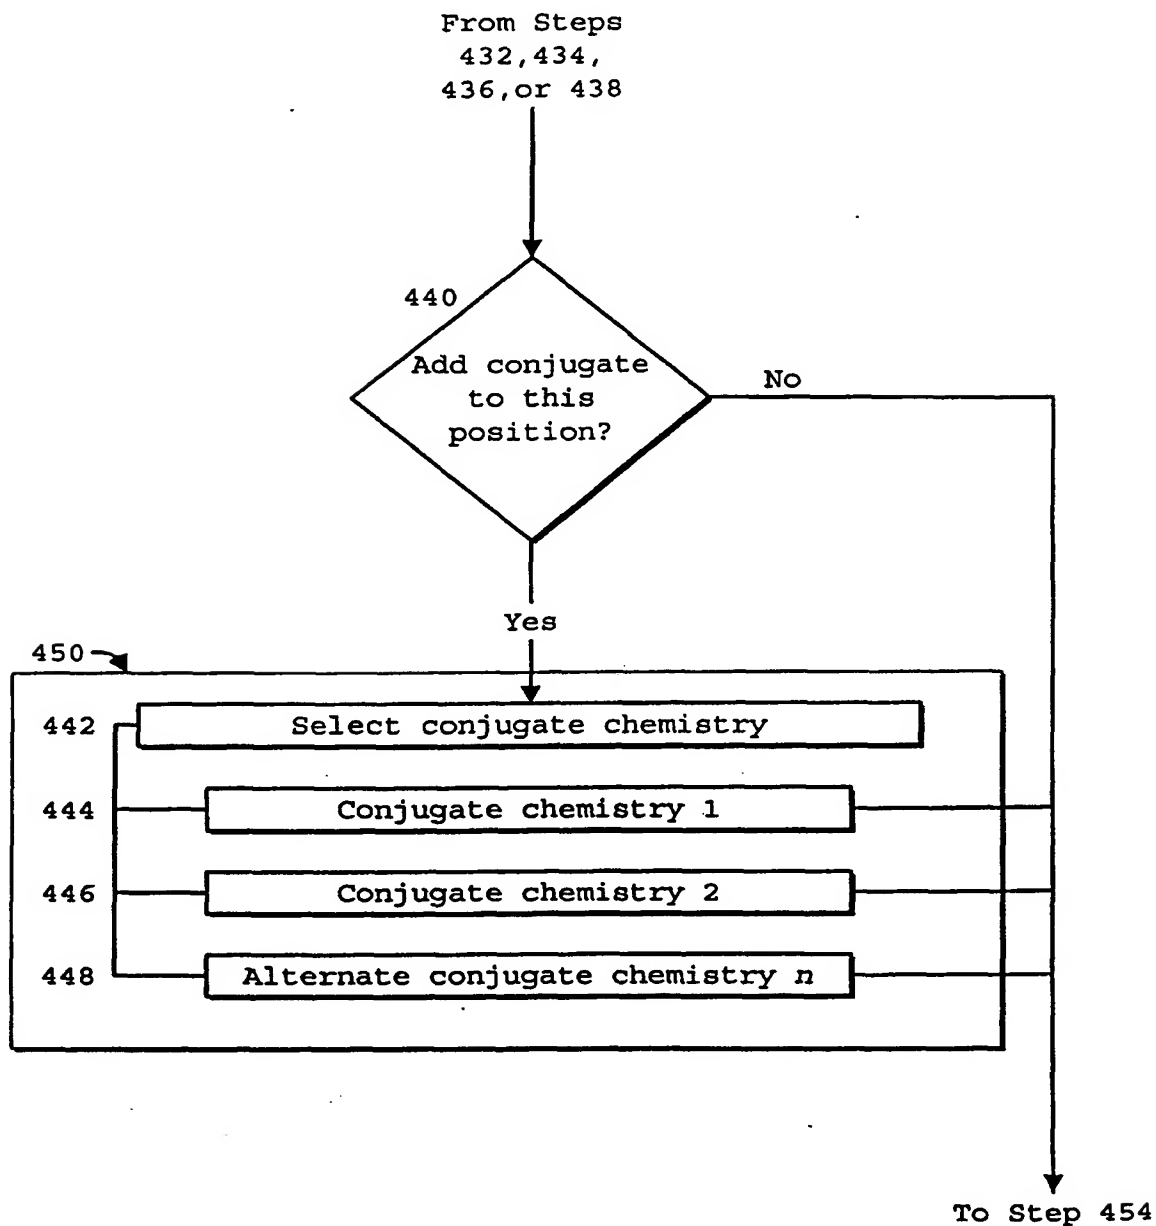 From Steps
432,434,
436,or 438
440
Add conjugate
to this
position?
No
Yes
450
442 Select conjugate chemistry
444 Conjugate chemistry 1
446 Conjugate chemistry 2
448 Alternate conjugate chemistry n
To Step 454